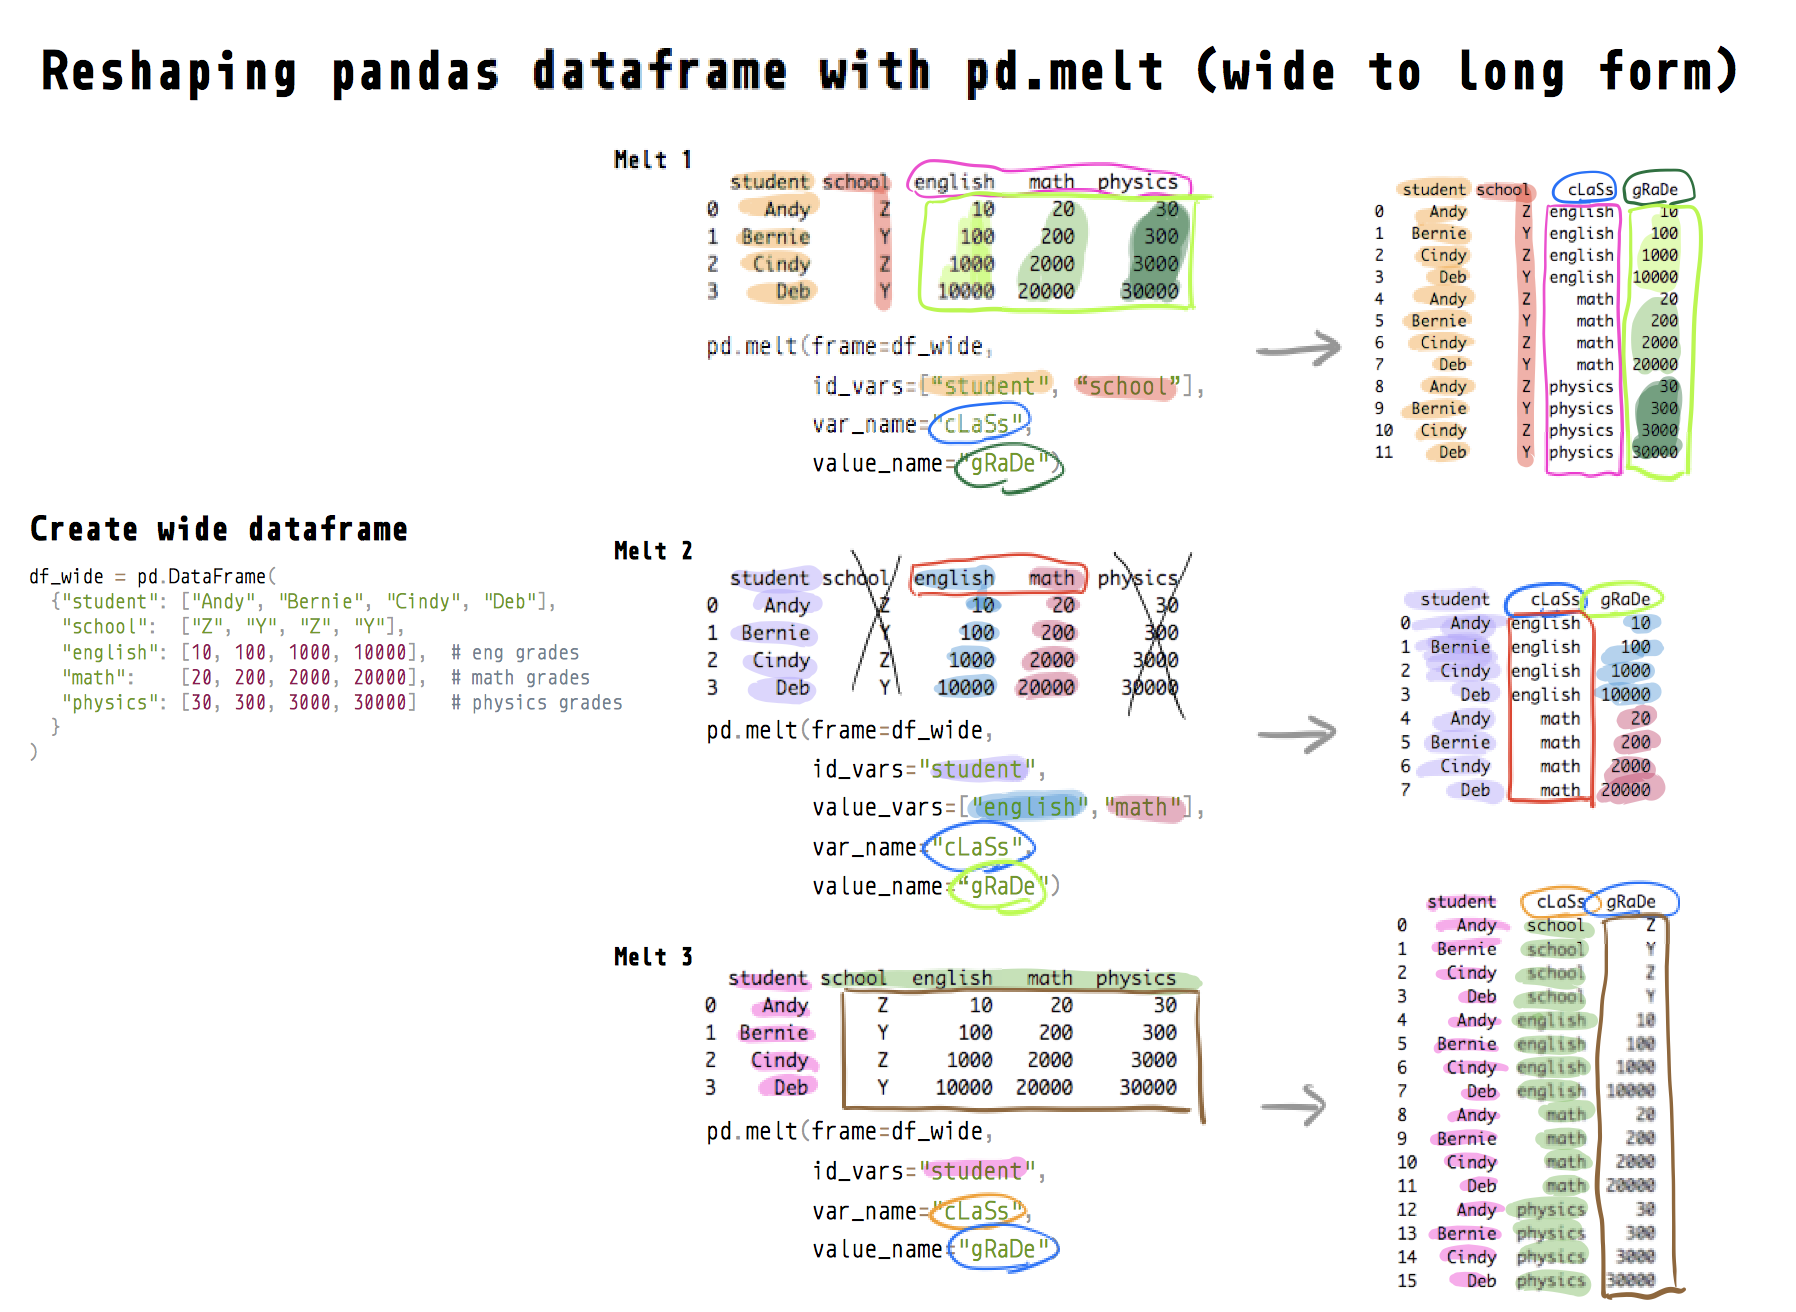 Reshaping pandas dataframe with pd.melt (wide to long form)
Create wide dataframe
df_wide = pd.DataFrame(
{"student": ["Andy", "Bernie", "Cindy", "Deb"],
"school": ["Z", "Y", "Z", "Y"],
"english": [10, 100, 1000, 10000], # eng grades
"math": [20, 200, 2000, 20000], # math grades
"physics": [30, 300, 3000, 30000] # physics grades
}
)
Melt 1
student school english math physics
0 Andy Z 10 20 30
1 Bernie Y 100 200 300
2 Cindy Z 1000 2000 3000
3 Deb Y 10000 20000 30000
pd.melt(frame=df_wide,
id_vars=["student", “school”],
var_name="cLaSs",
value_name="gRaDe")
student school cLaSs gRaDe
0 Andy Z english 10
1 Bernie Y english 100
2 Cindy Z english 1000
3 Deb Y english 10000
4 Andy Z math 20
5 Bernie Y math 200
6 Cindy Z math 2000
7 Deb Y math 20000
8 Andy Z physics 30
9 Bernie Y physics 300
10 Cindy Z physics 3000
11 Deb Y physics 30000
Melt 2
student school english math physics
0 Andy Z 10 20 30
1 Bernie Y 100 200 300
2 Cindy Z 1000 2000 3000
3 Deb Y 10000 20000 30000
pd.melt(frame=df_wide,
id_vars="student",
value_vars=["english","math"],
var_name="cLaSs",
value_name=“gRaDe")
student cLaSs gRaDe
0 Andy english 10
1 Bernie english 100
2 Cindy english 1000
3 Deb english 10000
4 Andy math 20
5 Bernie math 200
6 Cindy math 2000
7 Deb math 20000
Melt 3
student school english math physics
0 Andy Z 10 20 30
1 Bernie Y 100 200 300
2 Cindy Z 1000 2000 3000
3 Deb Y 10000 20000 30000
pd.melt(frame=df_wide,
id_vars="student",
var_name="cLaSs",
value_name="gRaDe")
student cLaSs gRaDe
0 Andy school Z
1 Bernie school Y
2 Cindy school Z
3 Deb school Y
4 Andy english 10
5 Bernie english 100
6 Cindy english 1000
7 Deb english 10000
8 Andy math 20
9 Bernie math 200
10 Cindy math 2000
11 Deb math 20000
12 Andy physics 30
13 Bernie physics 300
14 Cindy physics 3000
15 Deb physics 30000